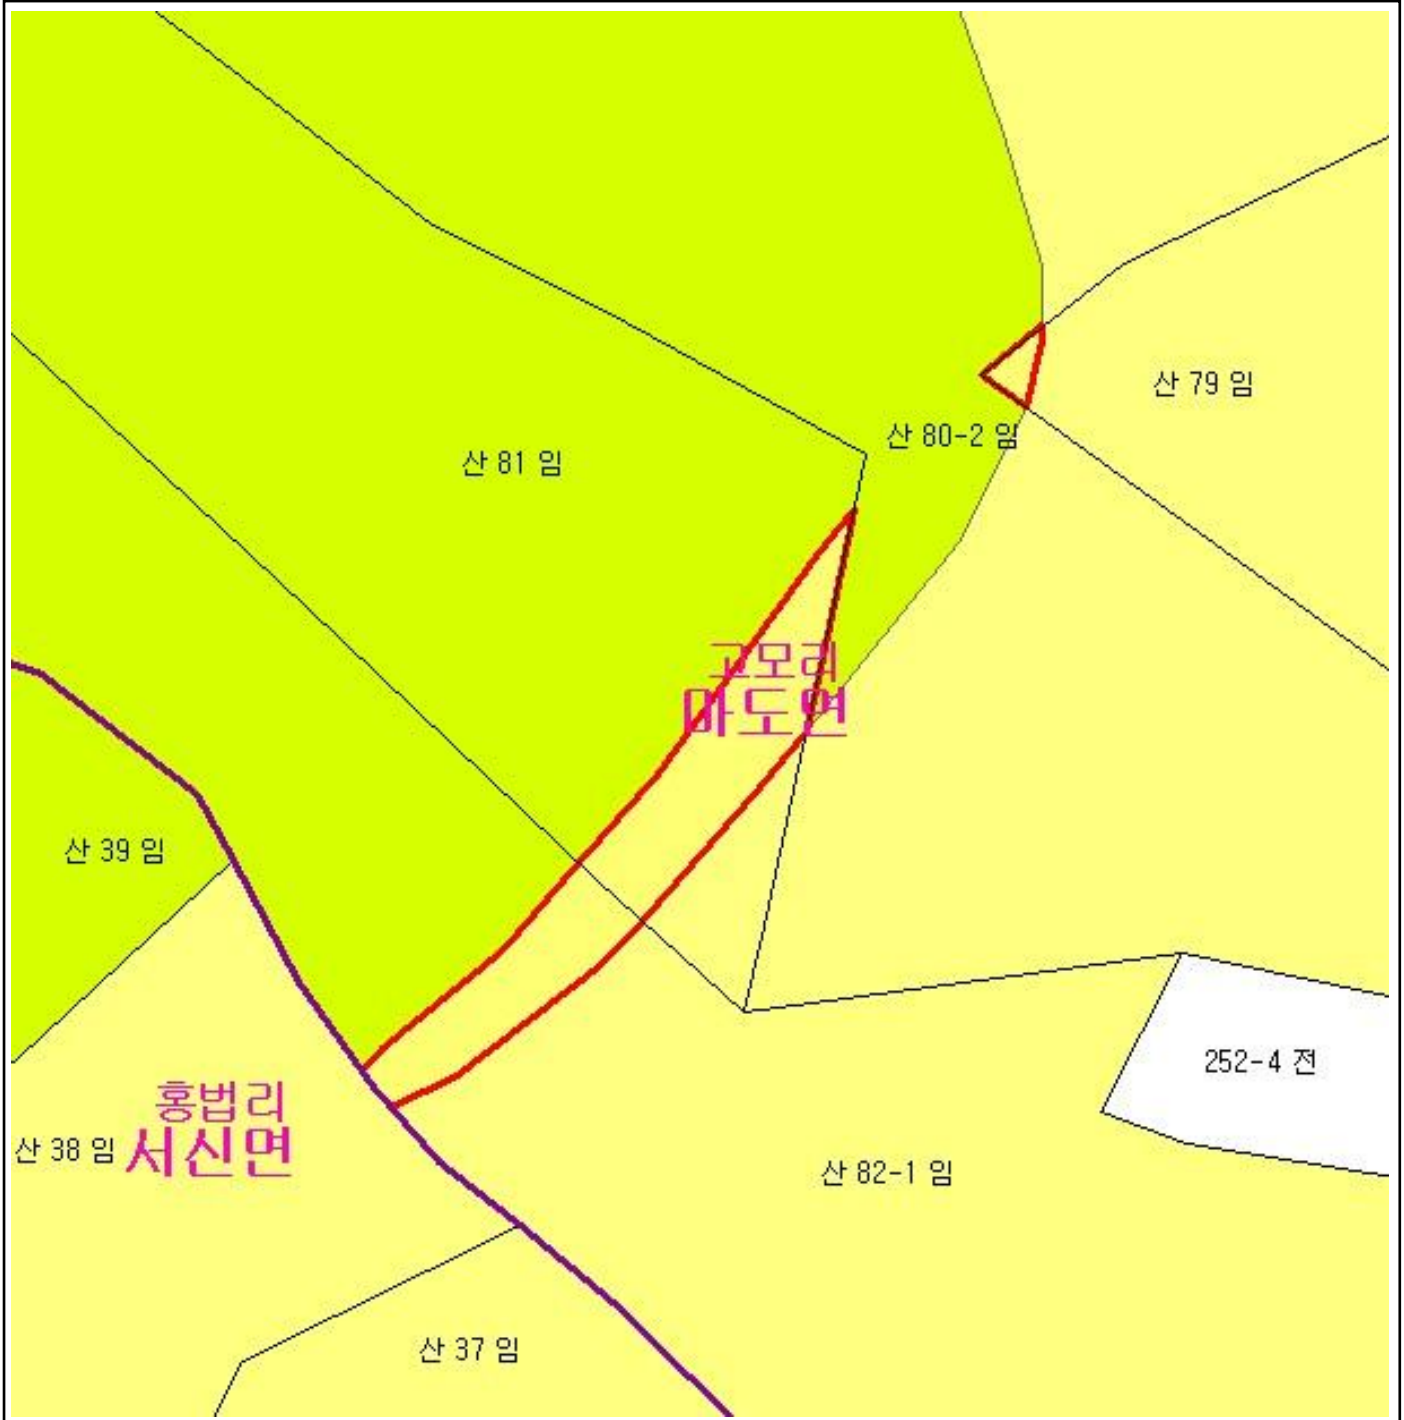 산 79 임
산 80-2 임
산 81 임
고모리
마도면
산 39 임
252-4 전
홍법리
산 38 임
서신면
산 82-1 임
산 37 임